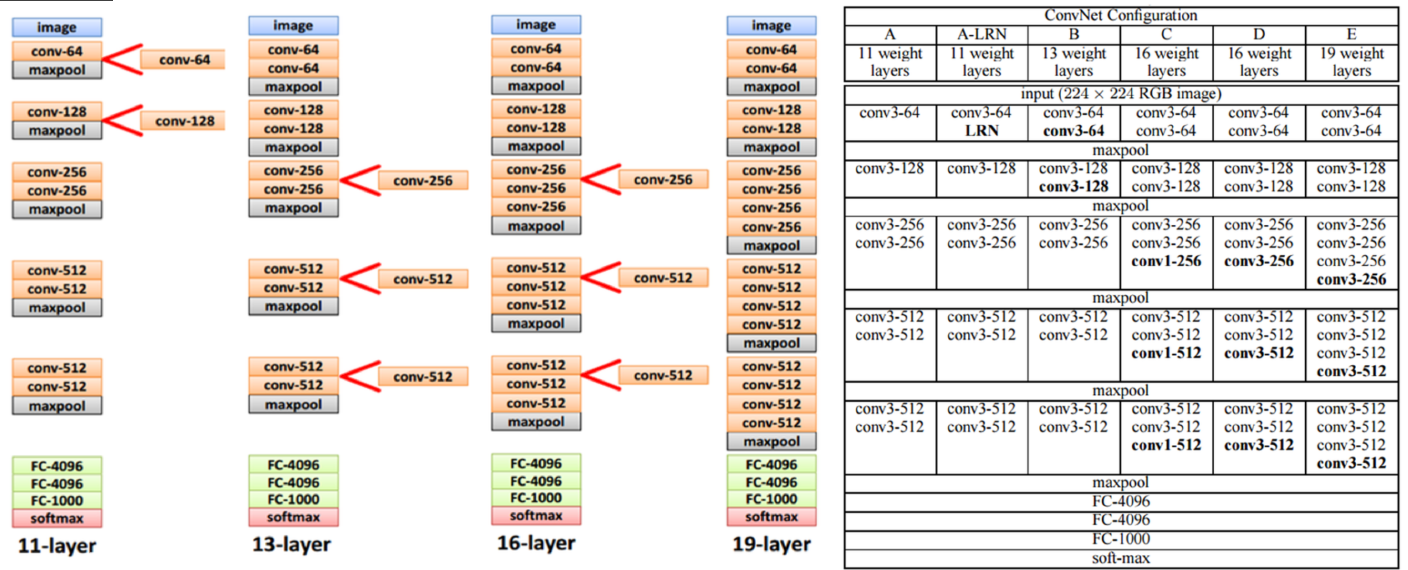 image
conv-64
maxpool
conv-64
conv-128
maxpool
conv-128
conv-256
conv-256
maxpool
conv-512
conv-512
maxpool
conv-512
conv-512
maxpool
FC-4096
FC-4096
FC-1000
softmax
11-layer
image
conv-64
conv-64
maxpool
conv-128
conv-128
maxpool
conv-256
conv-256
maxpool
conv-256
conv-512
conv-512
maxpool
conv-512
conv-512
conv-512
maxpool
conv-512
FC-4096
FC-4096
FC-1000
softmax
13-layer
image
conv-64
conv-64
maxpool
conv-128
conv-128
maxpool
conv-256
conv-256
conv-256
maxpool
conv-256
conv-512
conv-512
conv-512
maxpool
conv-512
conv-512
conv-512
conv-512
maxpool
conv-512
FC-4096
FC-4096
FC-1000
softmax
16-layer
image
conv-64
conv-64
maxpool
conv-128
conv-128
maxpool
conv-256
conv-256
conv-256
conv-256
maxpool
conv-512
conv-512
conv-512
conv-512
maxpool
conv-512
conv-512
conv-512
conv-512
maxpool
FC-4096
FC-4096
FC-1000
softmax
19-layer
ConvNet Configuration
A A-LRN B C D E
11 weight 11 weight 13 weight 16 weight 16 weight 19 weight
layers layers layers layers layers layers
input (224 × 224 RGB image)
conv3-64 conv3-64 conv3-64 conv3-64 conv3-64 conv3-64
LRN conv3-64 conv3-64 conv3-64 conv3-64
maxpool
conv3-128 conv3-128 conv3-128 conv3-128 conv3-128 conv3-128
conv3-128 conv3-128 conv3-128 conv3-128
maxpool
conv3-256 conv3-256 conv3-256 conv3-256 conv3-256 conv3-256
conv3-256 conv3-256 conv3-256 conv3-256 conv3-256 conv3-256
conv1-256 conv3-256 conv3-256
conv3-256
maxpool
conv3-512 conv3-512 conv3-512 conv3-512 conv3-512 conv3-512
conv3-512 conv3-512 conv3-512 conv3-512 conv3-512 conv3-512
conv1-512 conv3-512 conv3-512
conv3-512
maxpool
conv3-512 conv3-512 conv3-512 conv3-512 conv3-512 conv3-512
conv3-512 conv3-512 conv3-512 conv3-512 conv3-512 conv3-512
conv1-512 conv3-512 conv3-512
conv3-512
maxpool
FC-4096
FC-4096
FC-1000
soft-max